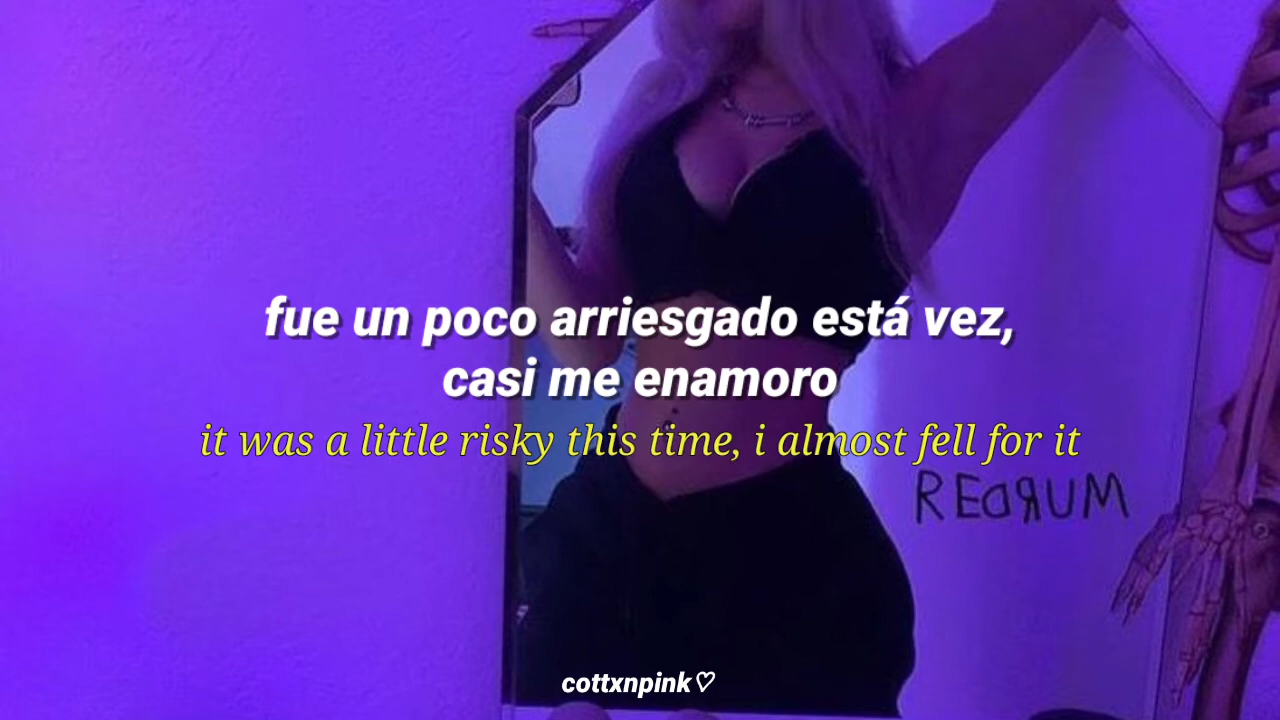 fue un poco arriesgado está vez,
casi me enamoro
it was a little risky this time, i almost fell for it
REDRUM
cottxnpink♡